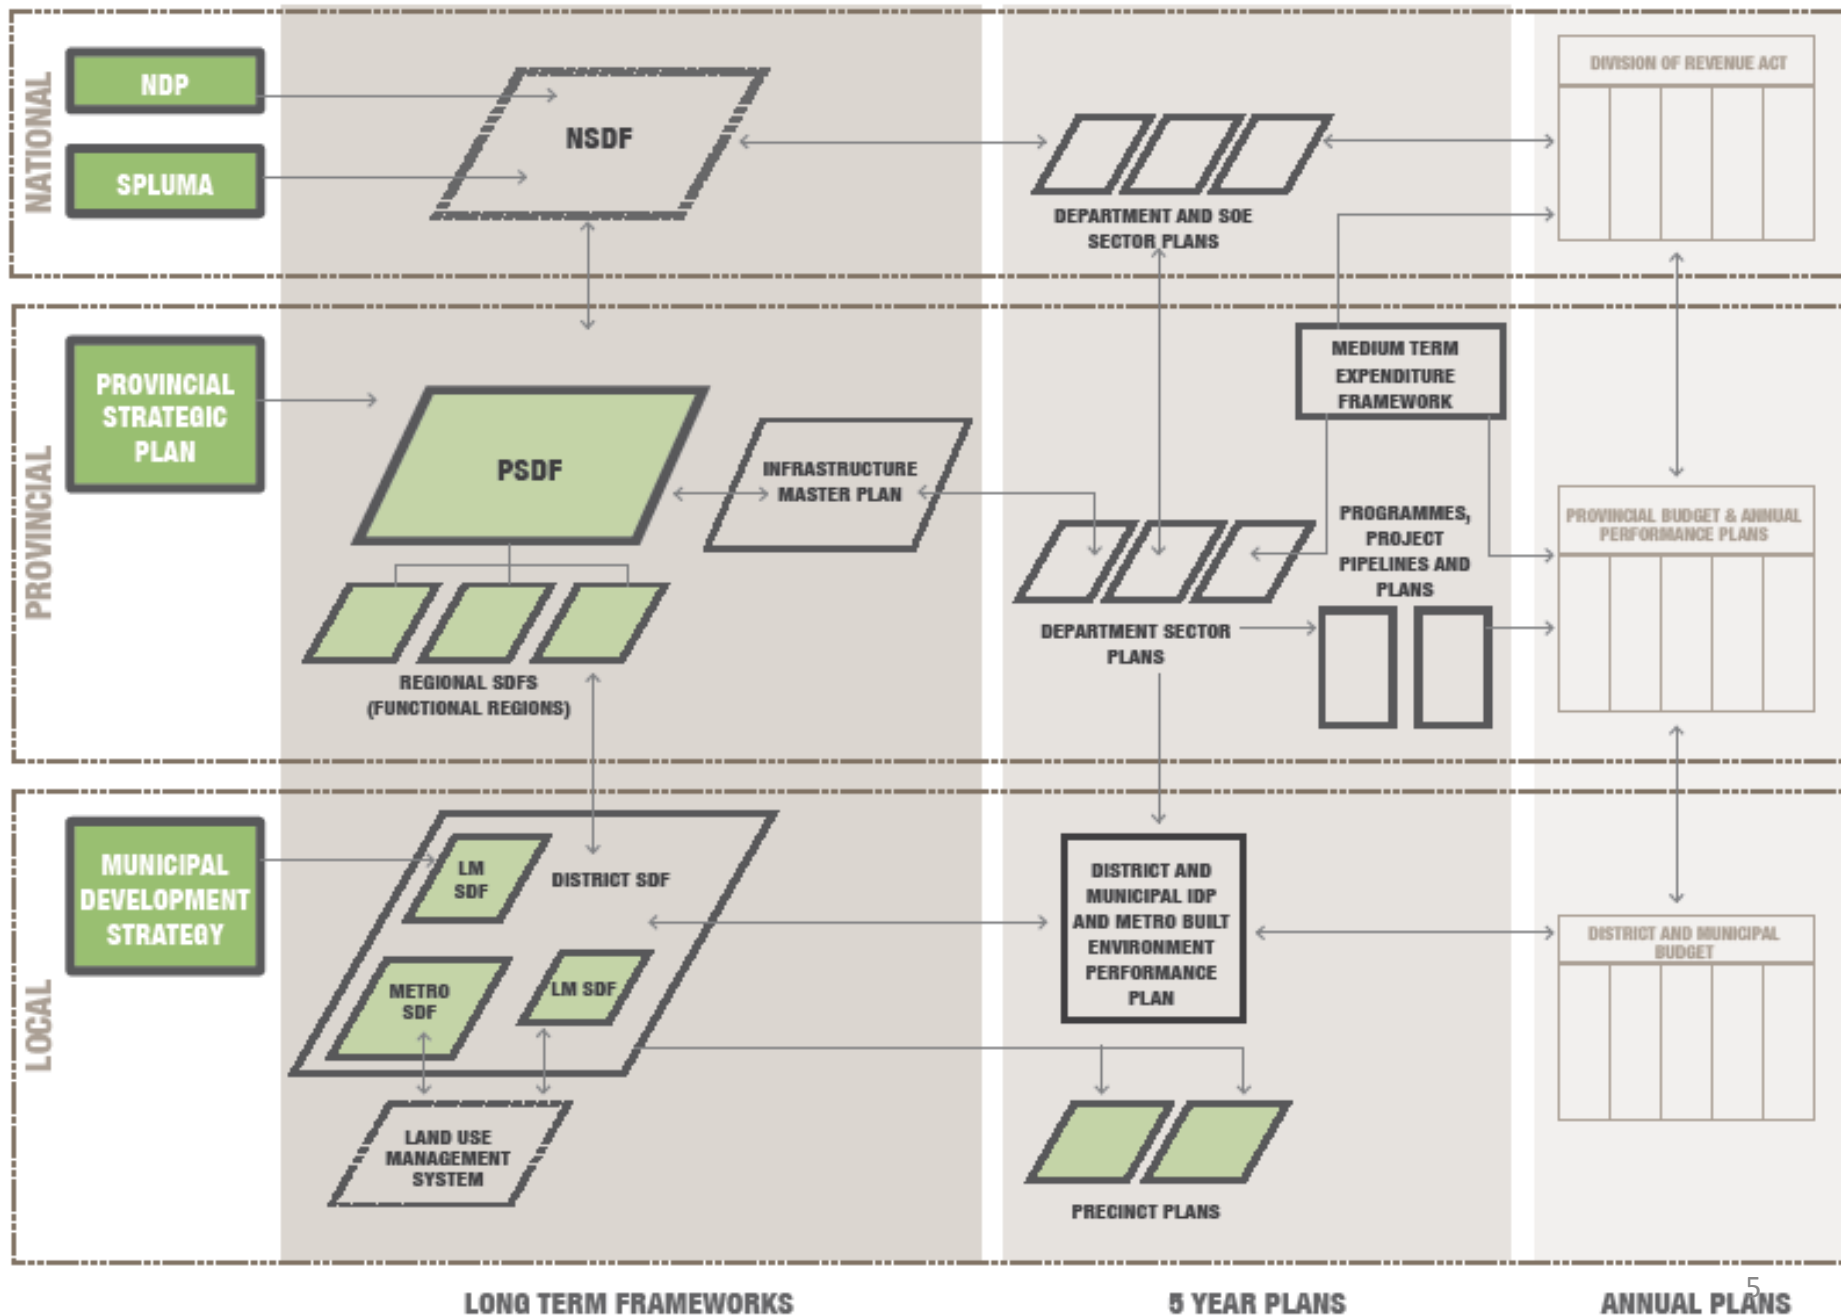 NATIONAL
NDP
SPLUMA
NSDF
DEPARTMENT AND SOE
SECTOR PLANS
DIVISION OF REVENUE ACT
PROVINCIAL
PROVINCIAL
STRATEGIC
PLAN
PSDF
INFRASTRUCTURE
MASTER PLAN
REGIONAL SDFS
(FUNCTIONAL REGIONS)
MEDIUM TERM
EXPENDITURE
FRAMEWORK
PROGRAMMES,
PROJECT
PIPELINES AND
PLANS
DEPARTMENT SECTOR
PLANS
PROVINCIAL BUDGET & ANNUAL
PERFORMANCE PLANS
LOCAL
MUNICIPAL
DEVELOPMENT
STRATEGY
LM
SDF
DISTRICT SDF
METRO
SDF
LM SDF
LAND USE
MANAGEMENT
SYSTEM
DISTRICT AND
MUNICIPAL IDP
AND METRO BUILT
ENVIRONMENT
PERFORMANCE
PLAN
PRECINCT PLANS
DISTRICT AND MUNICIPAL
BUDGET
LONG TERM FRAMEWORKS
5 YEAR PLANS
ANNUAL PLANS
5